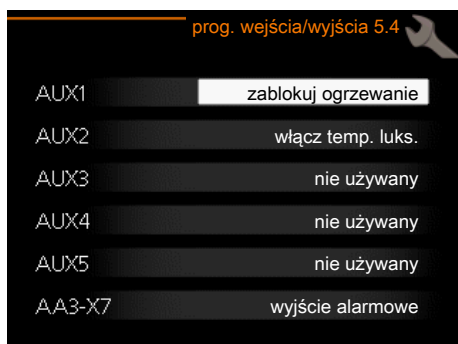 prog. wejścia/wyjścia 5.4
AUX1 zablokuj ogrzewanie
AUX2 włącz temp. luks.
AUX3 nie używany
AUX4 nie używany
AUX5 nie używany
AA3-X7 wyjście alarmowe